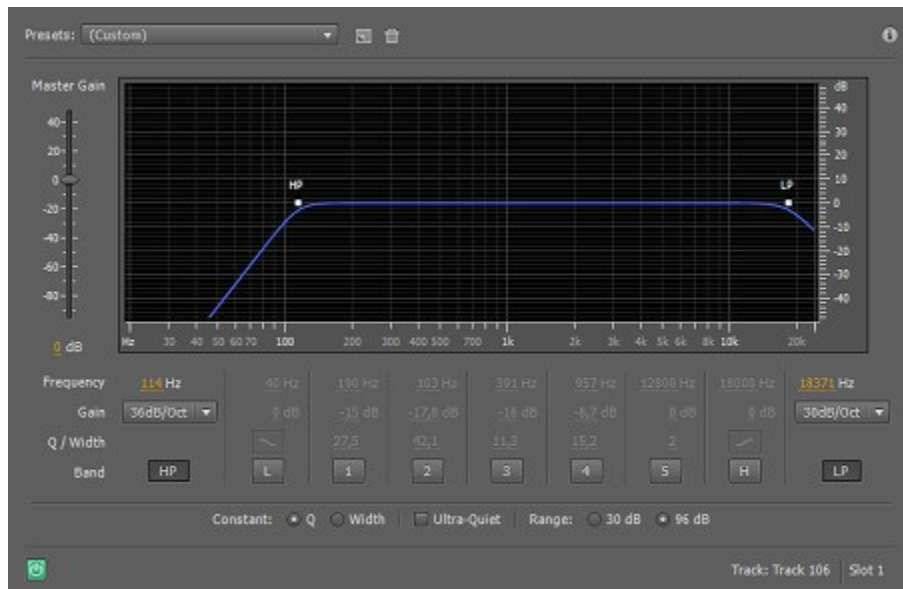 Presets: (Custom)
Master Gain
dB
40
20
0
-20
-40
-60
-80
0 dB
HP
LP
40
30
20
10
0
-10
-20
-30
-40
Hz 30 40 50 60 70 100 200 300 400 500 700 1k 2k 3k 4k 5k 6k 8k 10k 20k
Frequency 114 Hz 40 Hz 190 Hz 103 Hz 391 Hz 957 Hz 12800 Hz 18000 Hz 18371 Hz
Gain 36dB/Oct 0 dB -15 dB -17,8 dB -16 dB -6,7 dB 0 dB 0 dB 30dB/Oct
Q / Width 27,5 42,1 11,3 15,2 2
Band HP L 1 2 3 4 5 H LP
Constant: Q Width Ultra-Quiet Range: 30 dB 96 dB
Track: Track 106 Slot 1